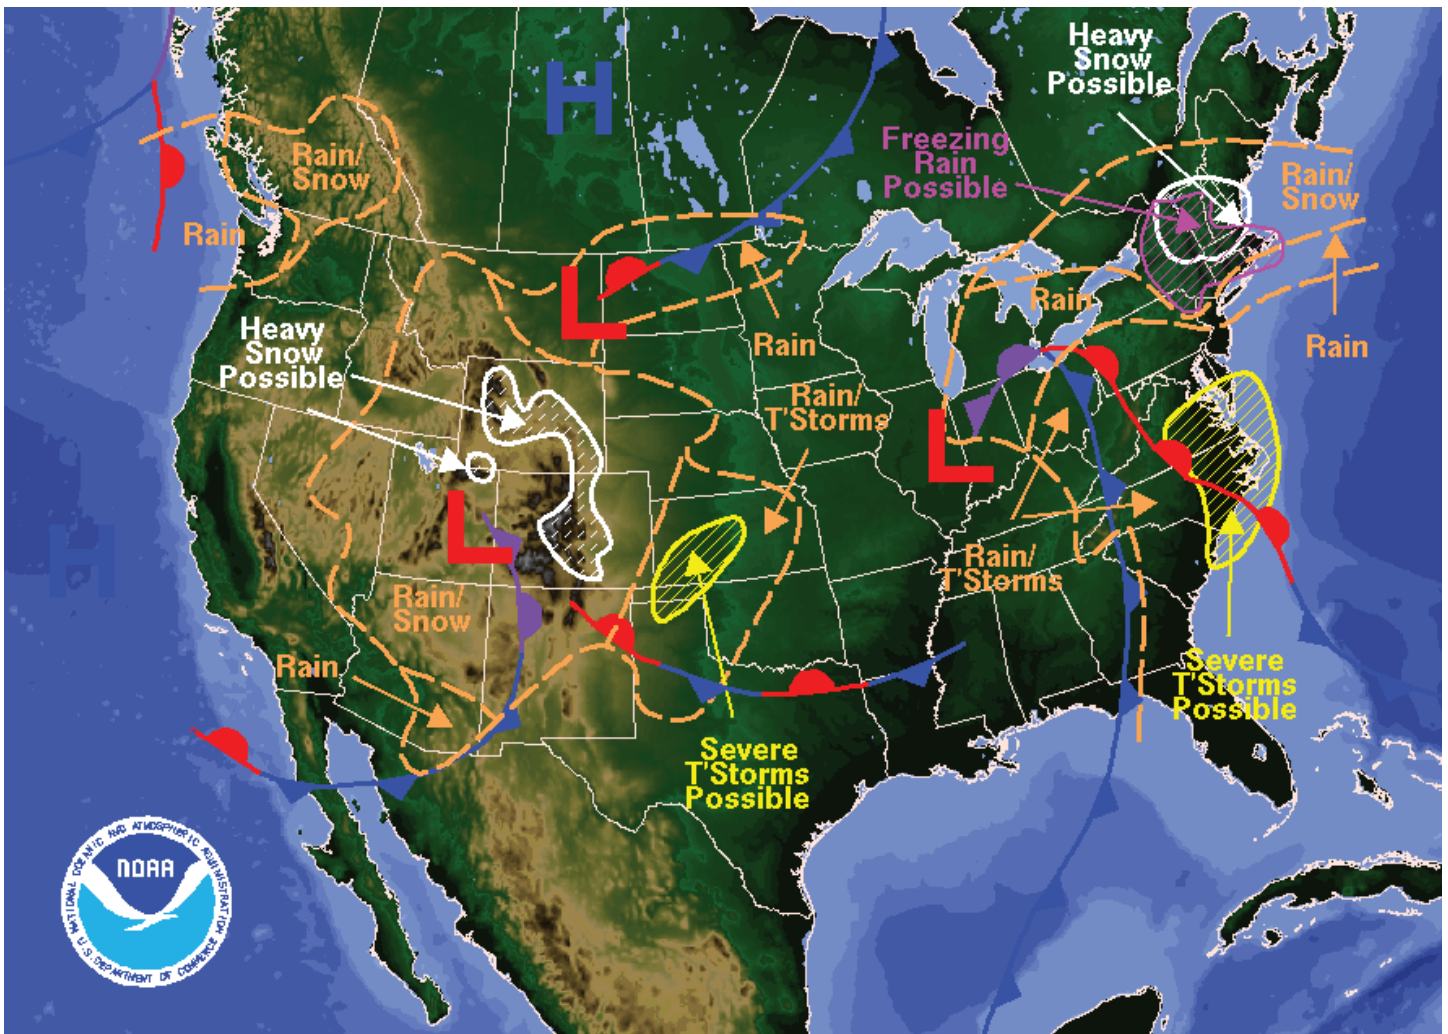 Heavy
Snow
Possible
H
Freezing
Rain
Possible
Rain/
Snow
Rain/
Snow
Rain
L
Rain
Heavy
Snow
Possible
Rain
Rain
Rain/
T'Storms
L
H
L
Rain/
T'Storms
Rain/
Snow
Rain
Severe
T'Storms
Possible
Severe
T'Storms
Possible
NATIONAL OCEANIC AND ATMOSPHERIC ADMINISTRATION
NOAA
U.S. DEPARTMENT OF COMMERCE